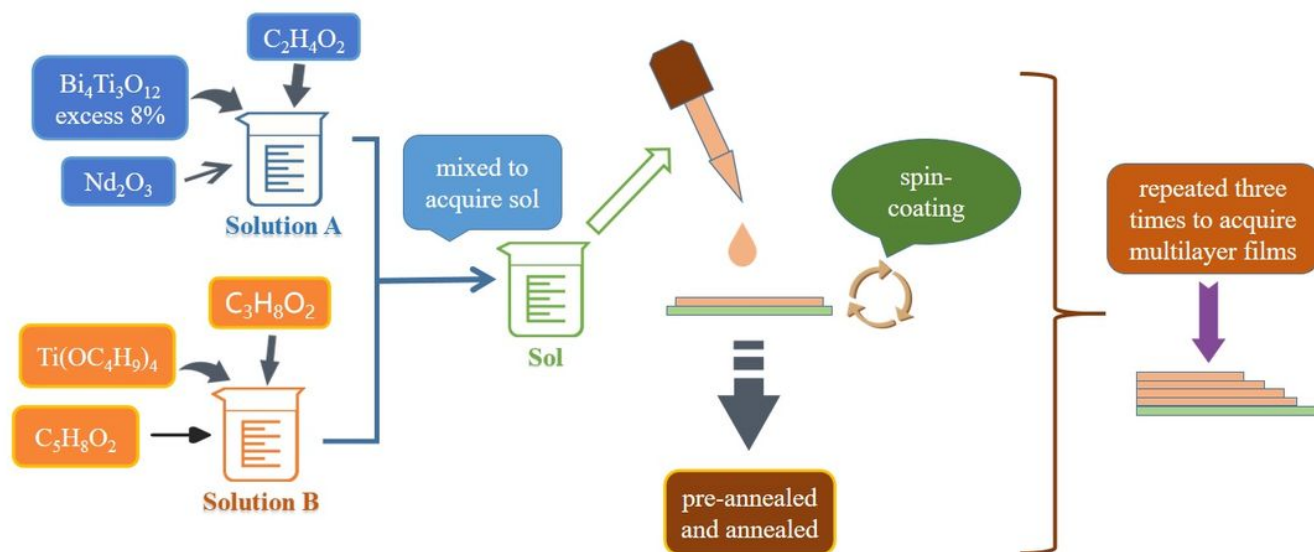 C₂H₄O₂
Bi₄Ti₃O₁₂
excess 8%
Nd₂O₃
Solution A
mixed to
acquire sol
C₃H₈O₂
Ti(OC₄H₉)₄
C₅H₈O₂
Solution B
Sol
spin-
coating
pre-annealed
and annealed
repeated three
times to acquire
multilayer films